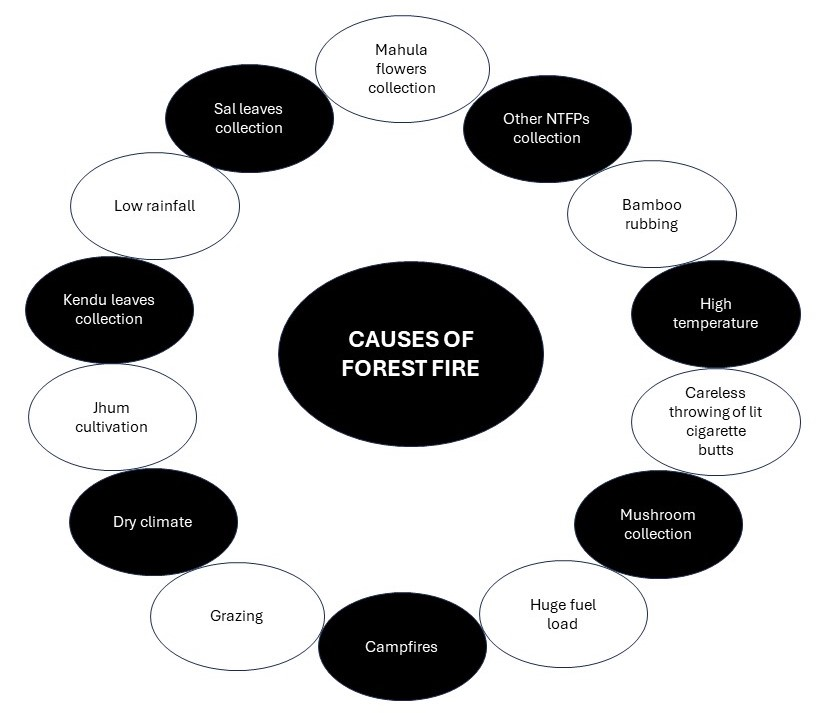 Mahula
flowers
collection
Other NTFPs
collection
Bamboo
rubbing
High
temperature
Careless
throwing of lit
cigarette
butts
Mushroom
collection
Huge fuel
load
Campfires
Grazing
Dry climate
Jhum
cultivation
Kendu leaves
collection
Low rainfall
Sal leaves
collection
CAUSES OF
FOREST FIRE